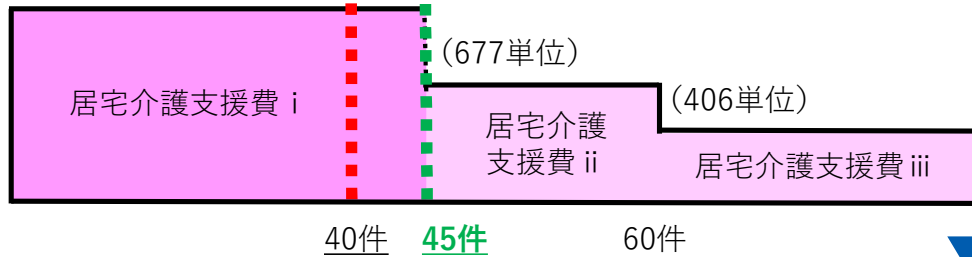 (677単位)
居宅介護支援費ⅰ
(406単位)
居宅介護
支援費ⅱ
居宅介護支援費ⅲ
40件
45件
60件